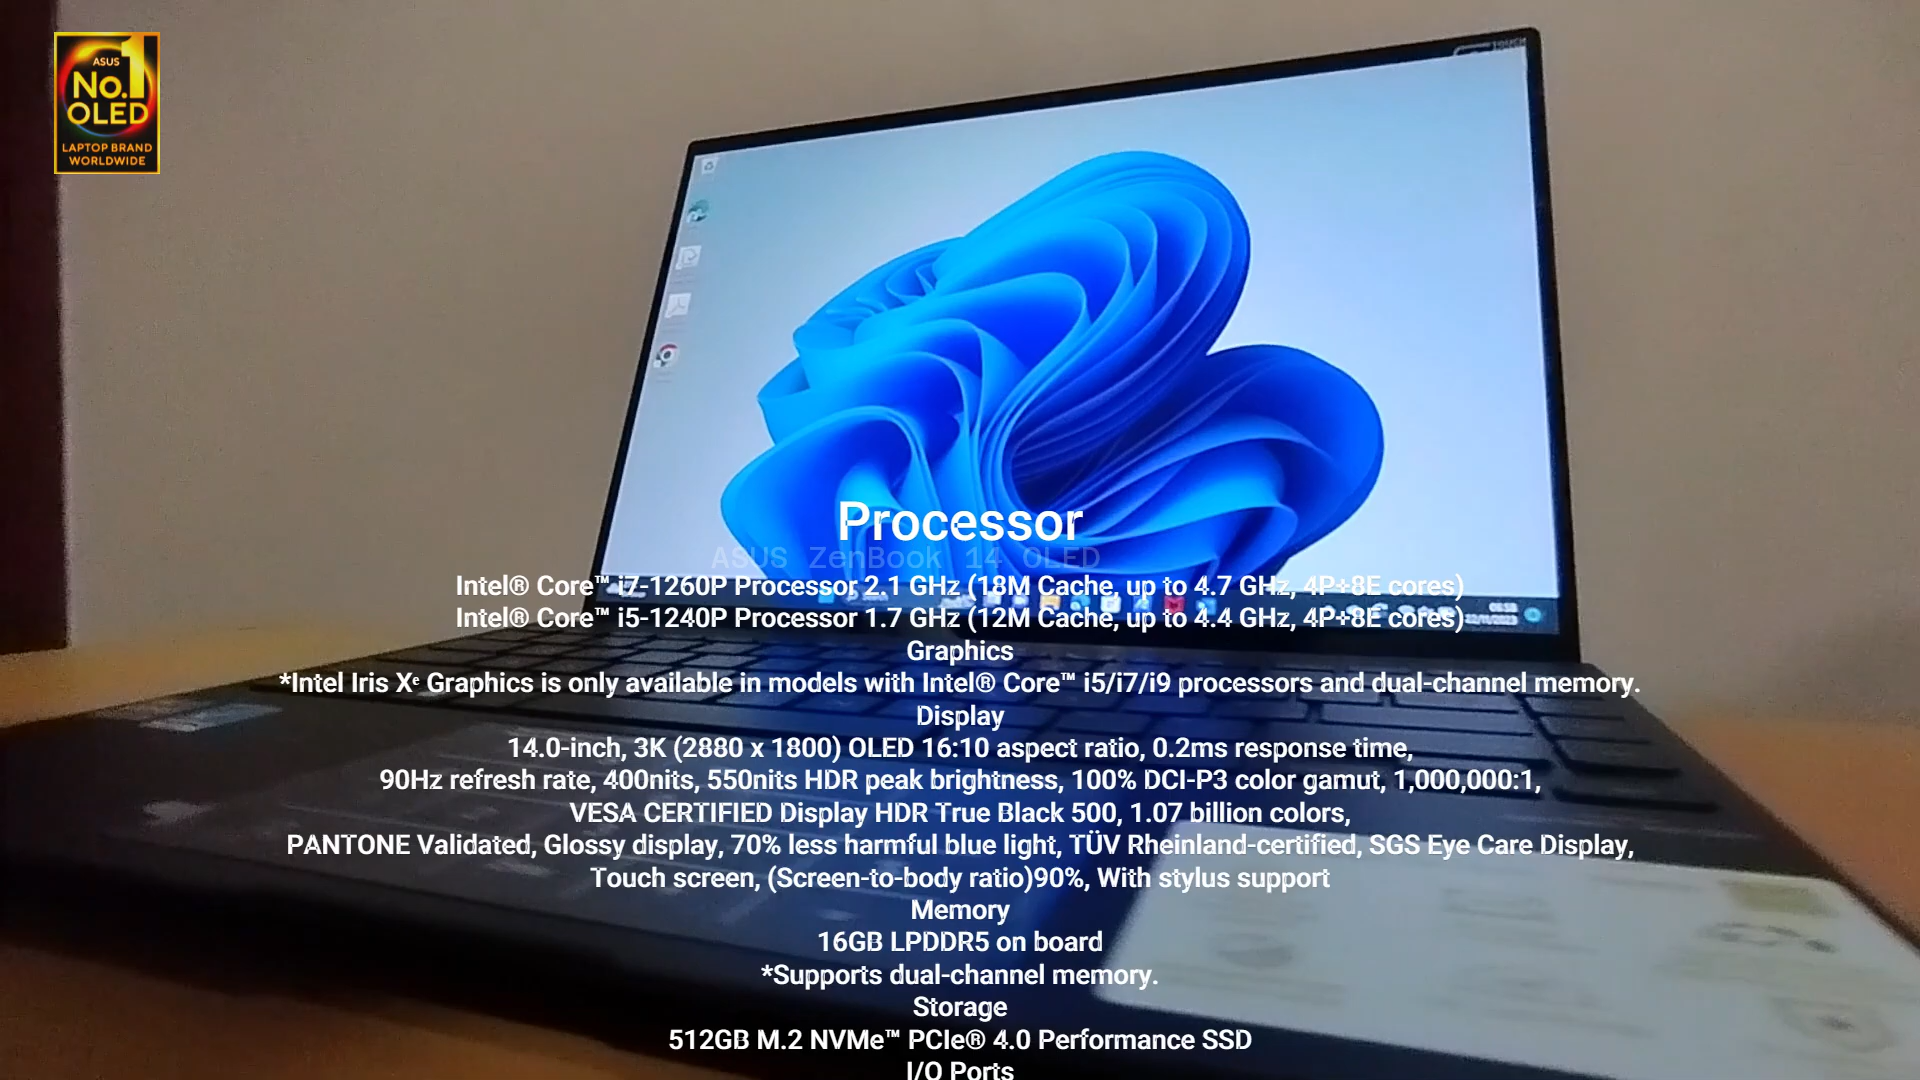 ASUS
No.1
OLED
LAPTOP BRAND
WORLDWIDE
Processor
ASUS ZenBook 14 OLED
Intel® Core™ i7-1260P Processor 2.1 GHz (18M Cache, up to 4.7 GHz, 4P+8E cores)
Intel® Core™ i5-1240P Processor 1.7 GHz (12M Cache, up to 4.4 GHz, 4P+8E cores)
Graphics
*Intel Iris Xᵉ Graphics is only available in models with Intel® Core™ i5/i7/i9 processors and dual-channel memory.
Display
14.0-inch, 3K (2880 x 1800) OLED 16:10 aspect ratio, 0.2ms response time,
90Hz refresh rate, 400nits, 550nits HDR peak brightness, 100% DCI-P3 color gamut, 1,000,000:1,
VESA CERTIFIED Display HDR True Black 500, 1.07 billion colors,
PANTONE Validated, Glossy display, 70% less harmful blue light, TÜV Rheinland-certified, SGS Eye Care Display,
Touch screen, (Screen-to-body ratio)90%, With stylus support
Memory
16GB LPDDR5 on board
*Supports dual-channel memory.
Storage
512GB M.2 NVMe™ PCIe® 4.0 Performance SSD
I/O Ports